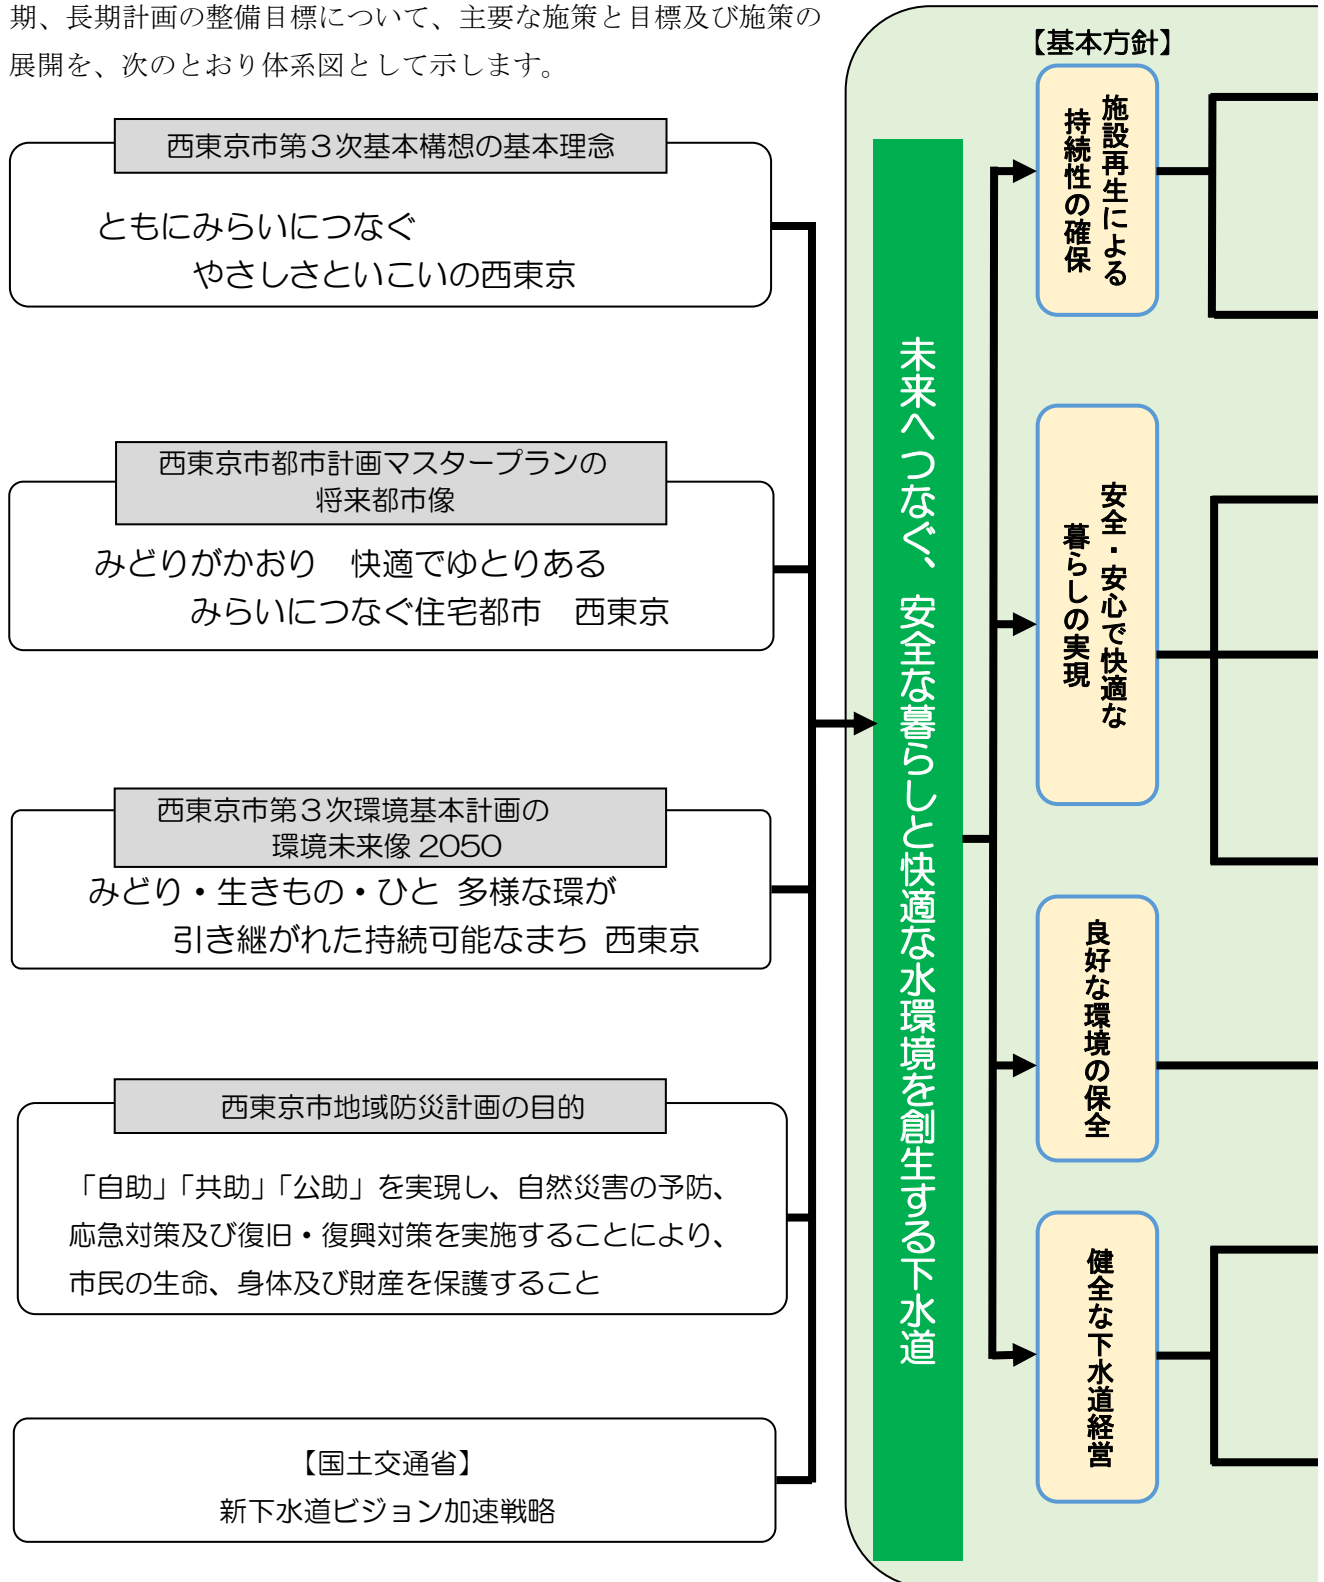 期、長期計画の整備目標について、主要な施策と目標及び施策の
展開を、次のとおり体系図として示します。
西東京市第３次基本構想の基本理念
ともにみらいにつなぐ
やさしさといこいの西東京
西東京市都市計画マスタープランの
将来都市像
みどりがかおり　快適でゆとりある
みらいにつなぐ住宅都市　西東京
西東京市第３次環境基本計画の
環境未来像 2050
みどり・生きもの・ひと 多様な環が
引き継がれた持続可能なまち 西東京
西東京市地域防災計画の目的
「自助」「共助」「公助」を実現し、自然災害の予防、
応急対策及び復旧・復興対策を実施することにより、
市民の生命、身体及び財産を保護すること
【国土交通省】
新下水道ビジョン加速戦略
未来へつなぐ、安全な暮らしと快適な水環境を創生する下水道
【基本方針】
施設再生による
持続性の確保
安全・安心で快適な
暮らしの実現
良好な環境の保全
健全な下水道経営